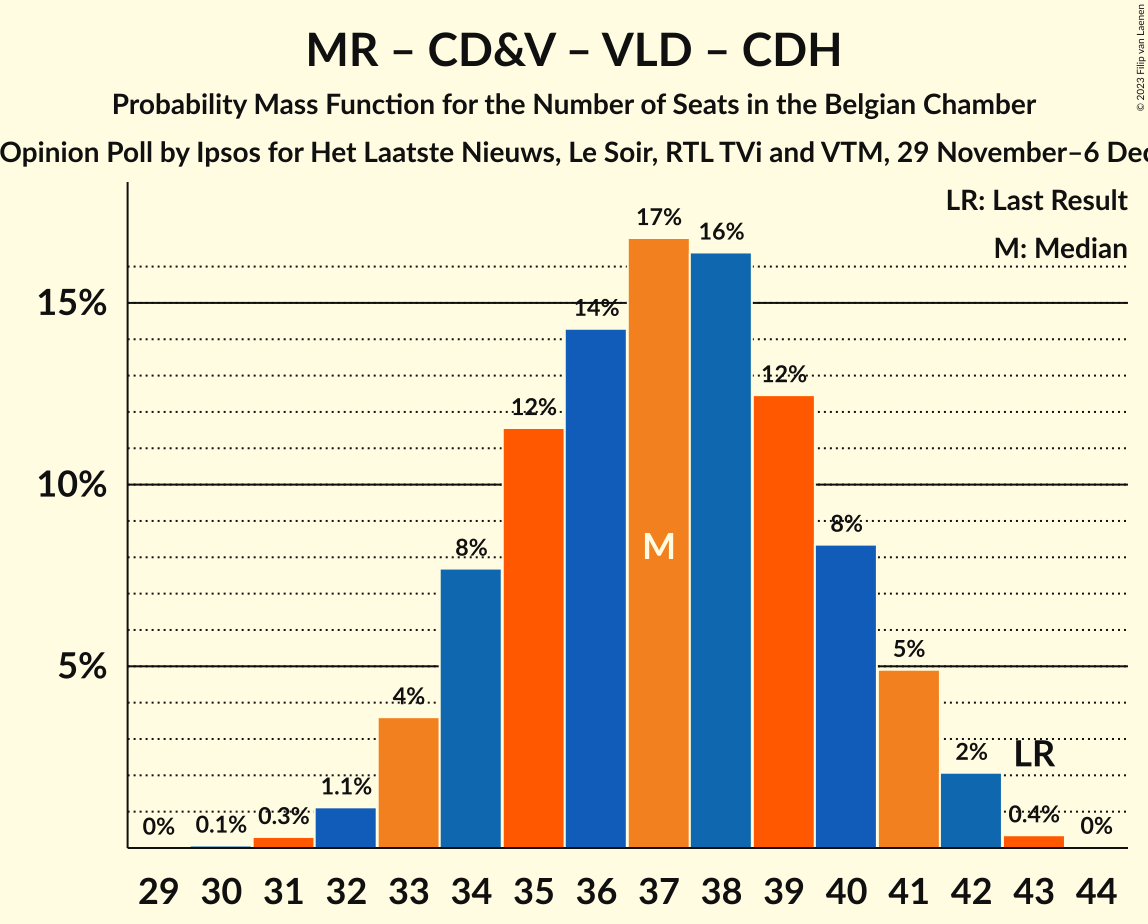 © 2023 Filip van Laenen
MR – CD&V – VLD – CDH
Probability Mass Function for the Number of Seats in the Belgian Chamber
Opinion Poll by Ipsos for Het Laatste Nieuws, Le Soir, RTL TVi and VTM, 29 November–6 Dec
LR: Last Result
M: Median
17%
16%
15%
14%
12%
12%
10%
8%
8%
M
5%
5%
4%
2%
LR
1.1%
0%
0.1%
0.3%
0.4%
0%
29 30 31 32 33 34 35 36 37 38 39 40 41 42 43 44